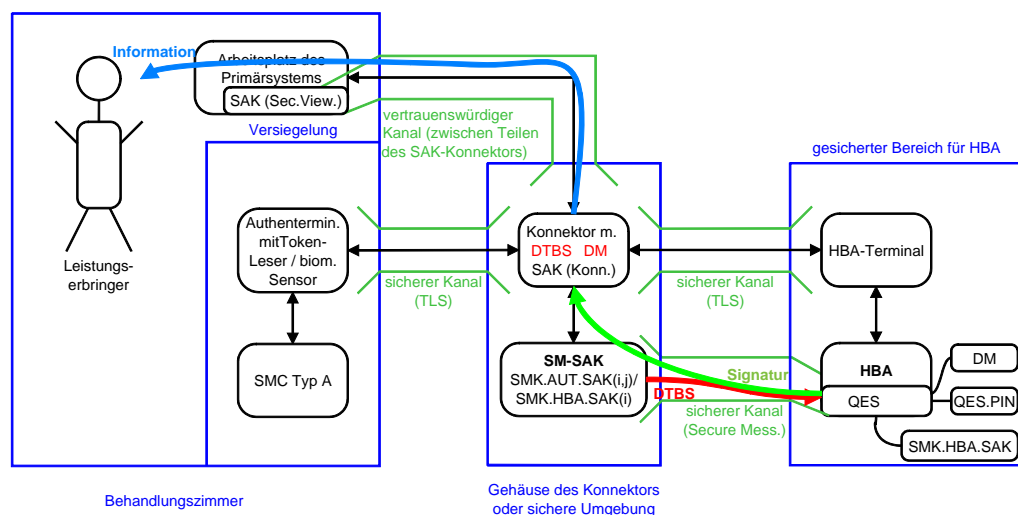 Information
Arbeitsplatz des
Primärsystems
SAK (Sec.View.)
Versiegelung
vertrauenswürdiger
Kanal (zwischen Teilen
des SAK-Konnektors)
gesicherter Bereich für HBA
Leistungs-
erbringer
Authentermin.
mitToken-
Leser / biom.
Sensor
sicherer Kanal
(TLS)
Konnektor m.
DTBS DM
SAK (Konn.)
sicherer Kanal
(TLS)
HBA-Terminal
SMC Typ A
SM-SAK
SMK.AUT.SAK(i,j)/
SMK.HBA.SAK(i)
Signatur
DTBS
sicherer Kanal
(Secure Mess.)
HBA
QES
DM
QES.PIN
SMK.HBA.SAK
Behandlungszimmer
Gehäuse des Konnektors
oder sichere Umgebung